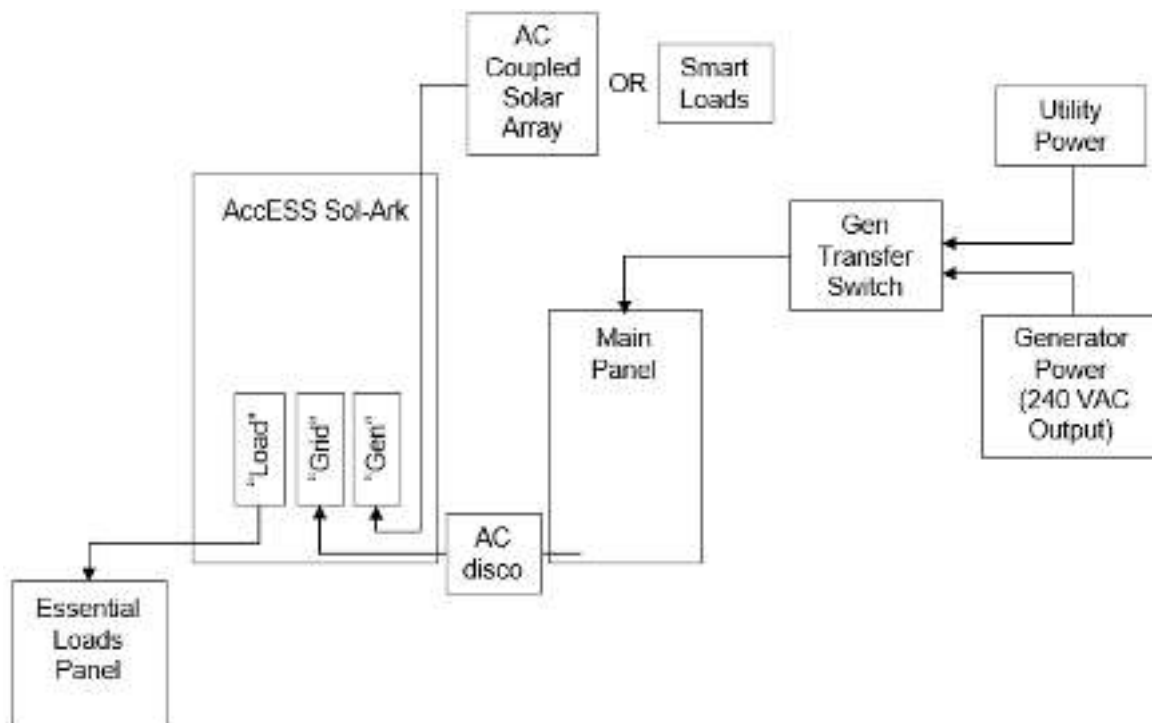 AC
Coupled
Solar
Array
OR
Smart
Loads
Utility
Power
AccESS Sol-Ark
Gen
Transfer
Switch
Main
Panel
Generator
Power
(240 VAC
Output)
"Load"
"Grid"
"Gen"
AC
disco
Essential
Loads
Panel